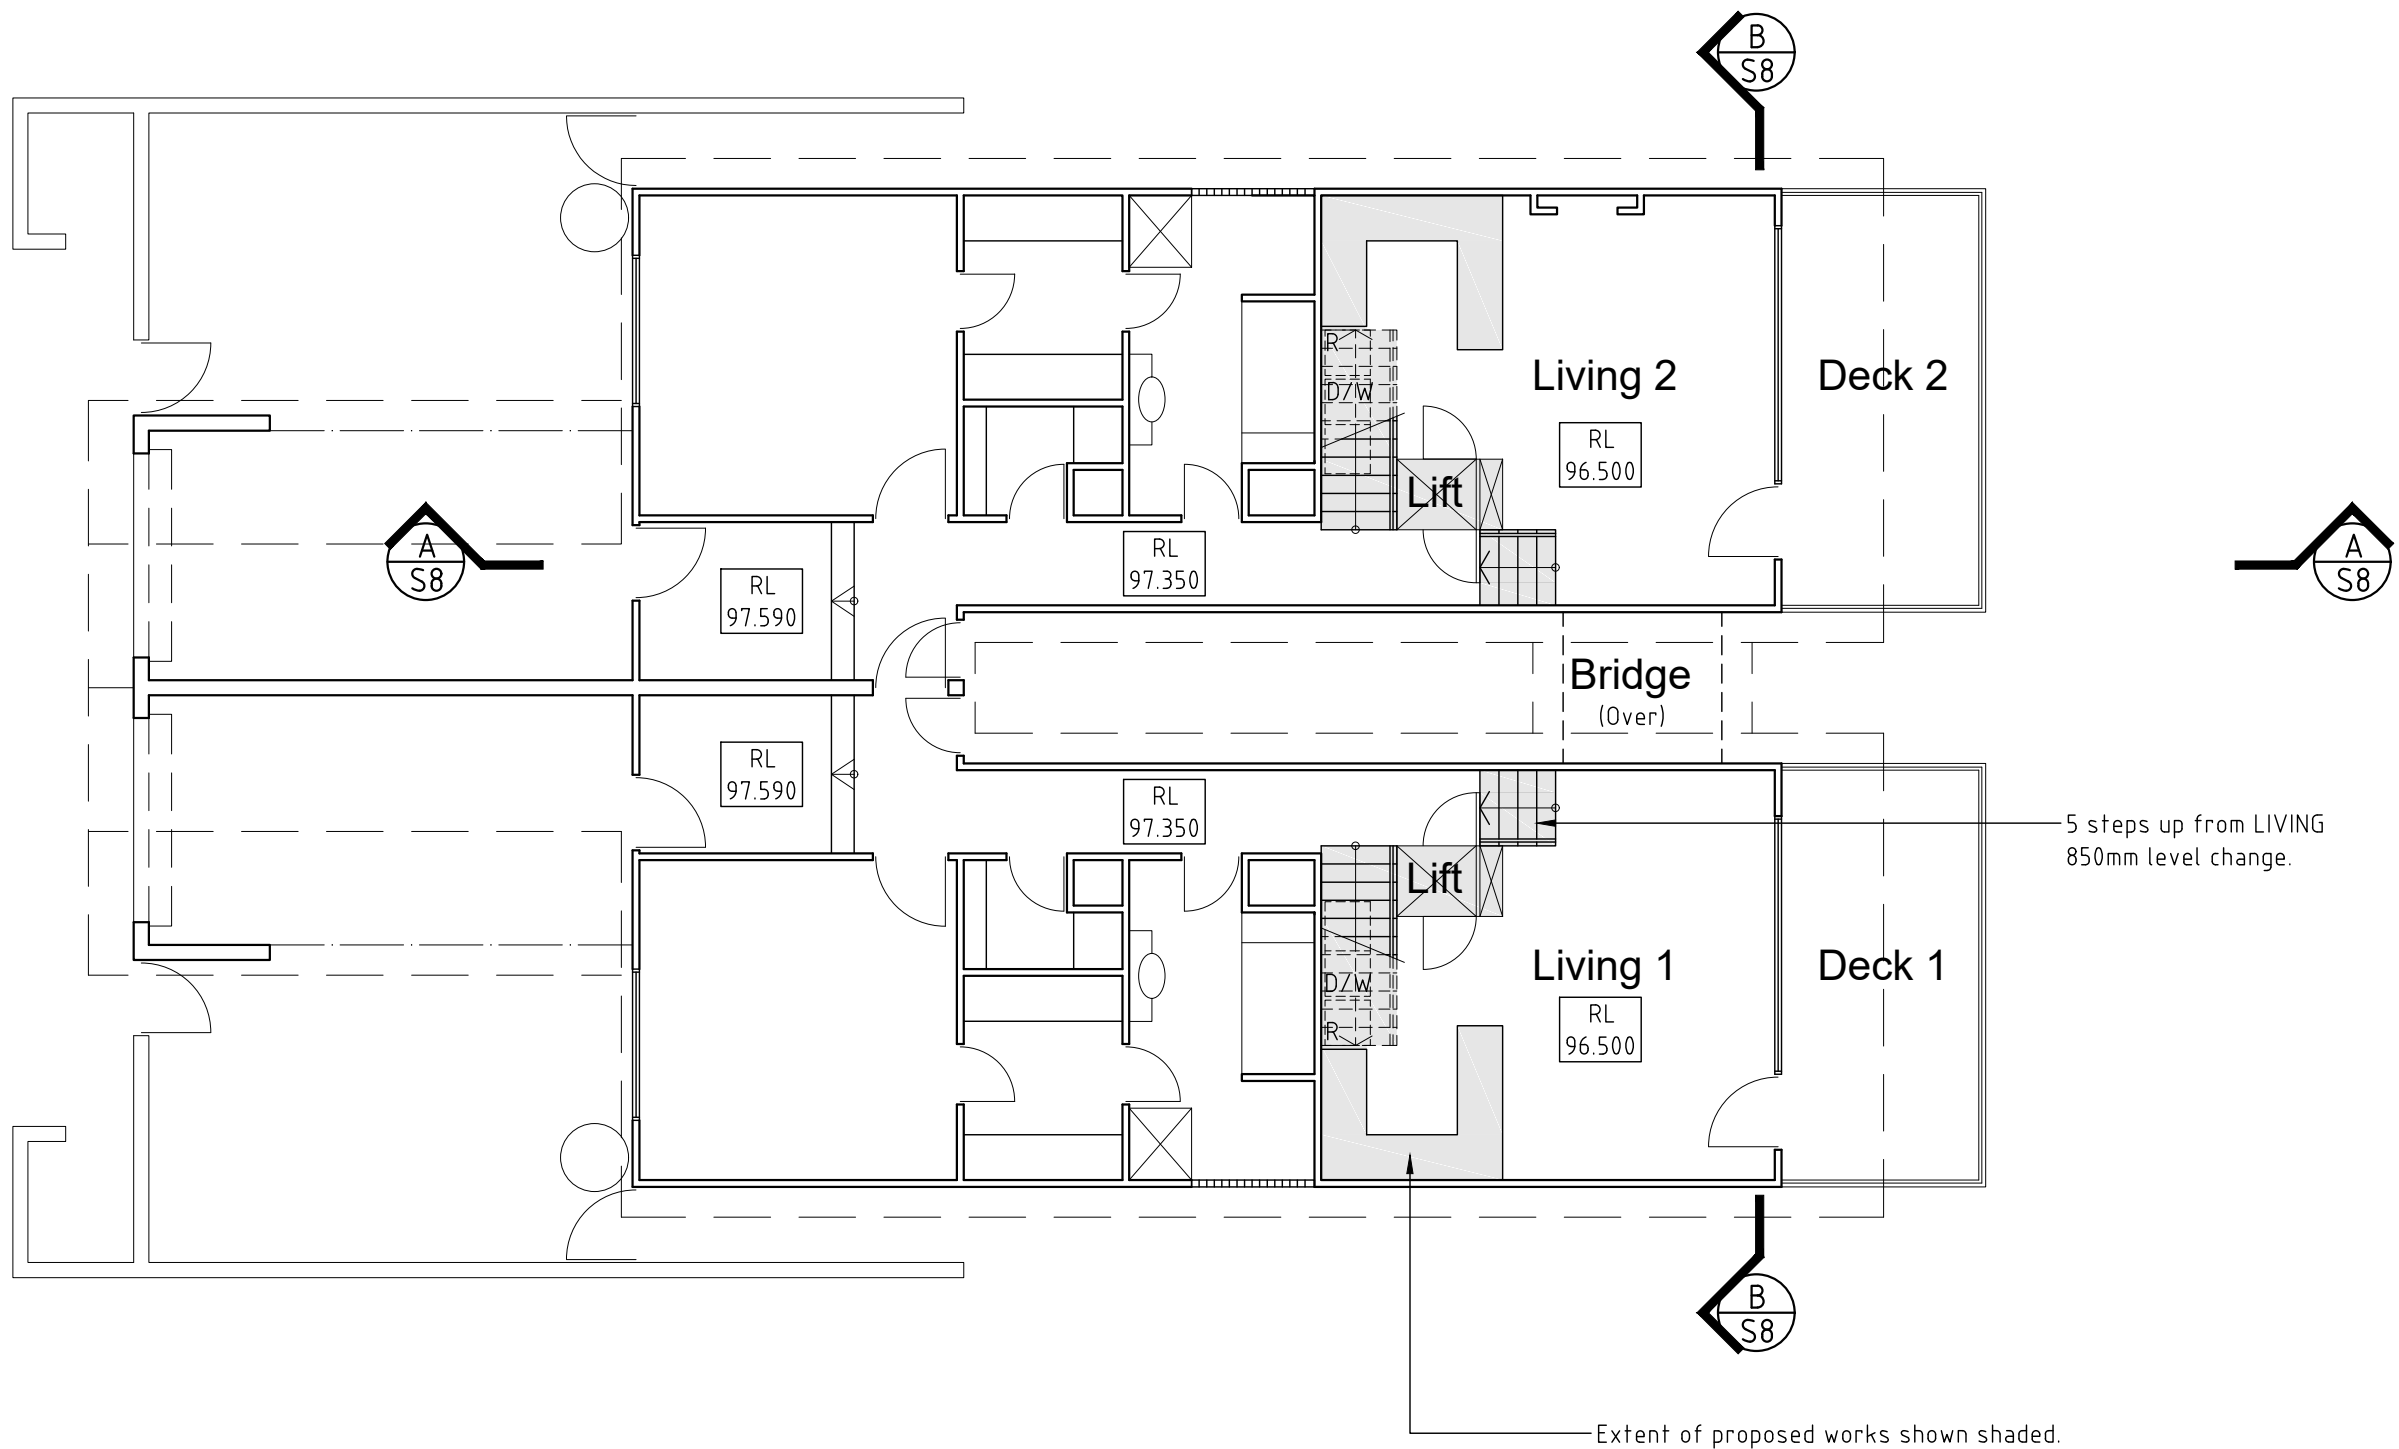 B
S8
R
D/W
Living 2
Deck 2
RL
96.500
Lift
A
S8
A
S8
RL
97.350
RL
97.590
Bridge
(Over)
RL
97.590
RL
97.350
5 steps up from LIVING
850mm level change.
Lift
Living 1
Deck 1
D/W
R
RL
96.500
B
S8
Extent of proposed works shown shaded.